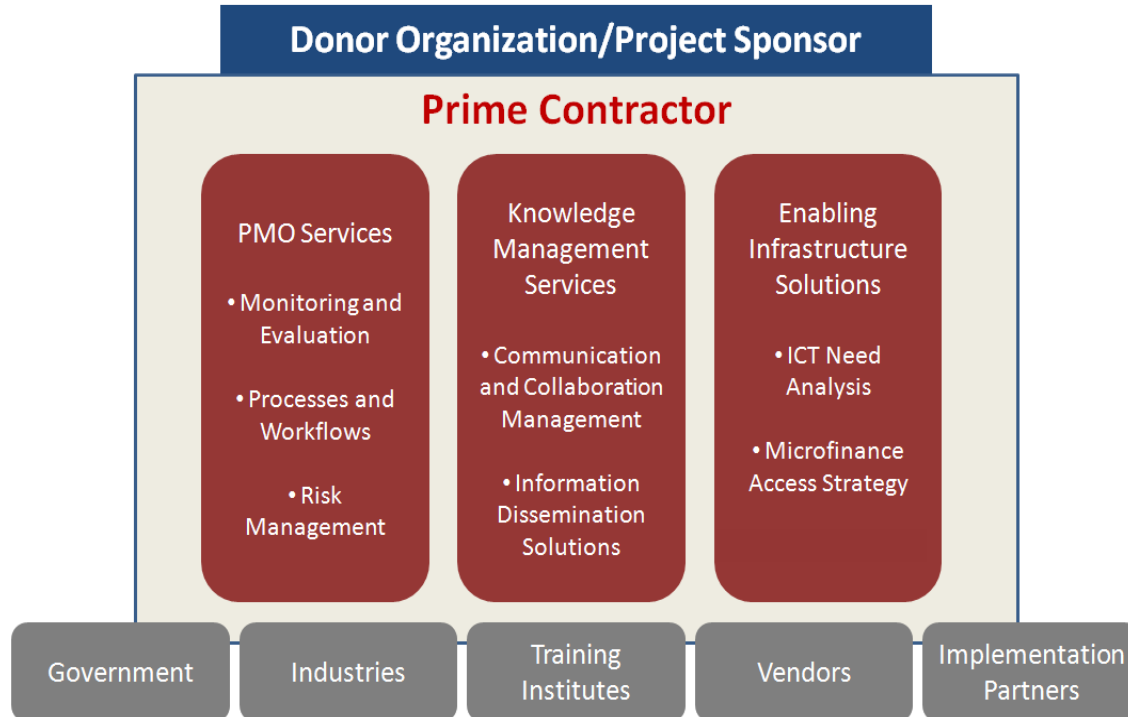 Donor Organization/Project Sponsor
Prime Contractor
PMO Services
• Monitoring and
Evaluation
• Processes and
Workflows
• Risk
Management
Knowledge
Management
Services
• Communication
and Collaboration
Management
• Information
Dissemination
Solutions
Enabling
Infrastructure
Solutions
• ICT Need
Analysis
• Microfinance
Access Strategy
Government
Industries
Training
Institutes
Vendors
Implementation
Partners